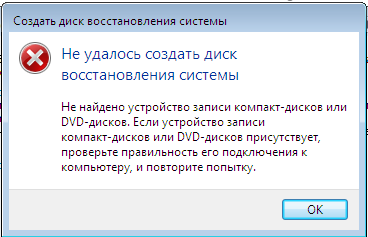 Создать диск восстановления системы
Не удалось создать диск
восстановления системы
Не найдено устройство записи компакт-дисков или
DVD-дисков. Если устройство записи
компакт-дисков или DVD-дисков присутствует,
проверьте правильность его подключения к
компьютеру, и повторите попытку.
OK